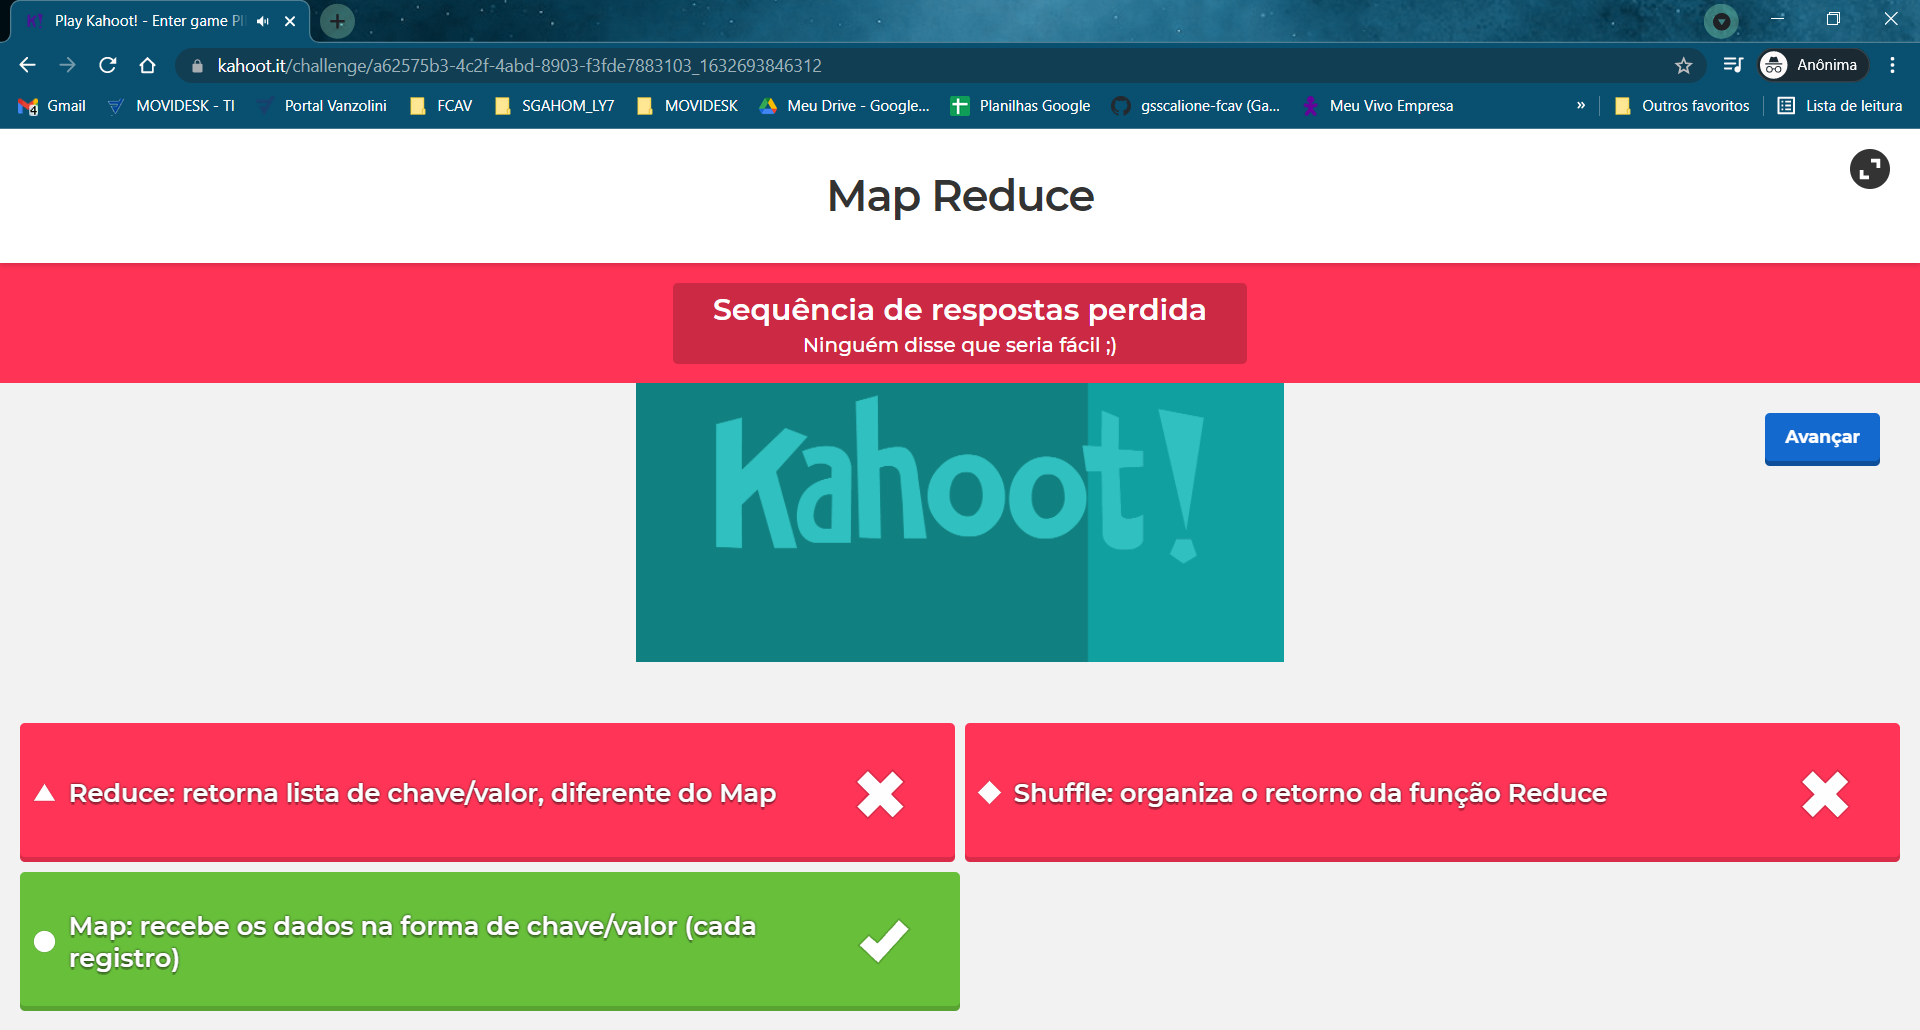 Play Kahoot! - Enter game PI
kahoot.it/challenge/a62575b3-4c2f-4abd-8903-f3fde7883103_1632693846312
Anônima
4
Gmail
MOVIDESK - TI
Portal Vanzolini
FCAV
SGAHOM_LY7
MOVIDESK
Meu Drive - Google...
Planilhas Google
gsscalione-fcav (Ga...
Meu Vivo Empresa
»
Outros favoritos
Lista de leitura
Map Reduce
Sequência de respostas perdida
Ninguém disse que seria fácil ;)
Kahoot!
Avançar
Reduce: retorna lista de chave/valor, diferente do Map
Shuffle: organiza o retorno da função Reduce
Map: recebe os dados na forma de chave/valor (cada
registro)